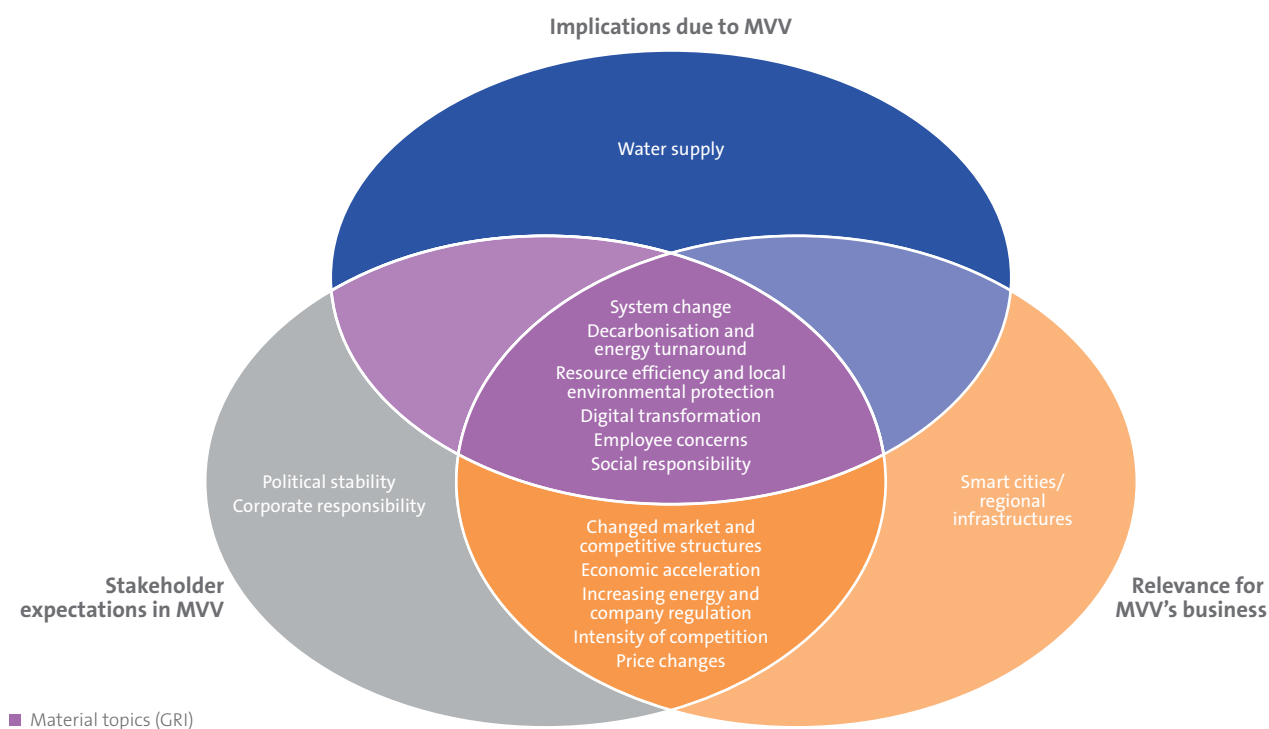 Implications due to MVV
Water supply
System change
Decarbonisation and
energy turnaround
Resource efficiency and local
environmental protection
Digital transformation
Employee concerns
Social responsibility
Political stability
Corporate responsibility
Smart cities/
regional
infrastructures
Changed market and
competitive structures
Economic acceleration
Increasing energy and
company regulation
Intensity of competition
Price changes
Stakeholder
expectations in MVV
Relevance for
MVV's business
Material topics (GRI)